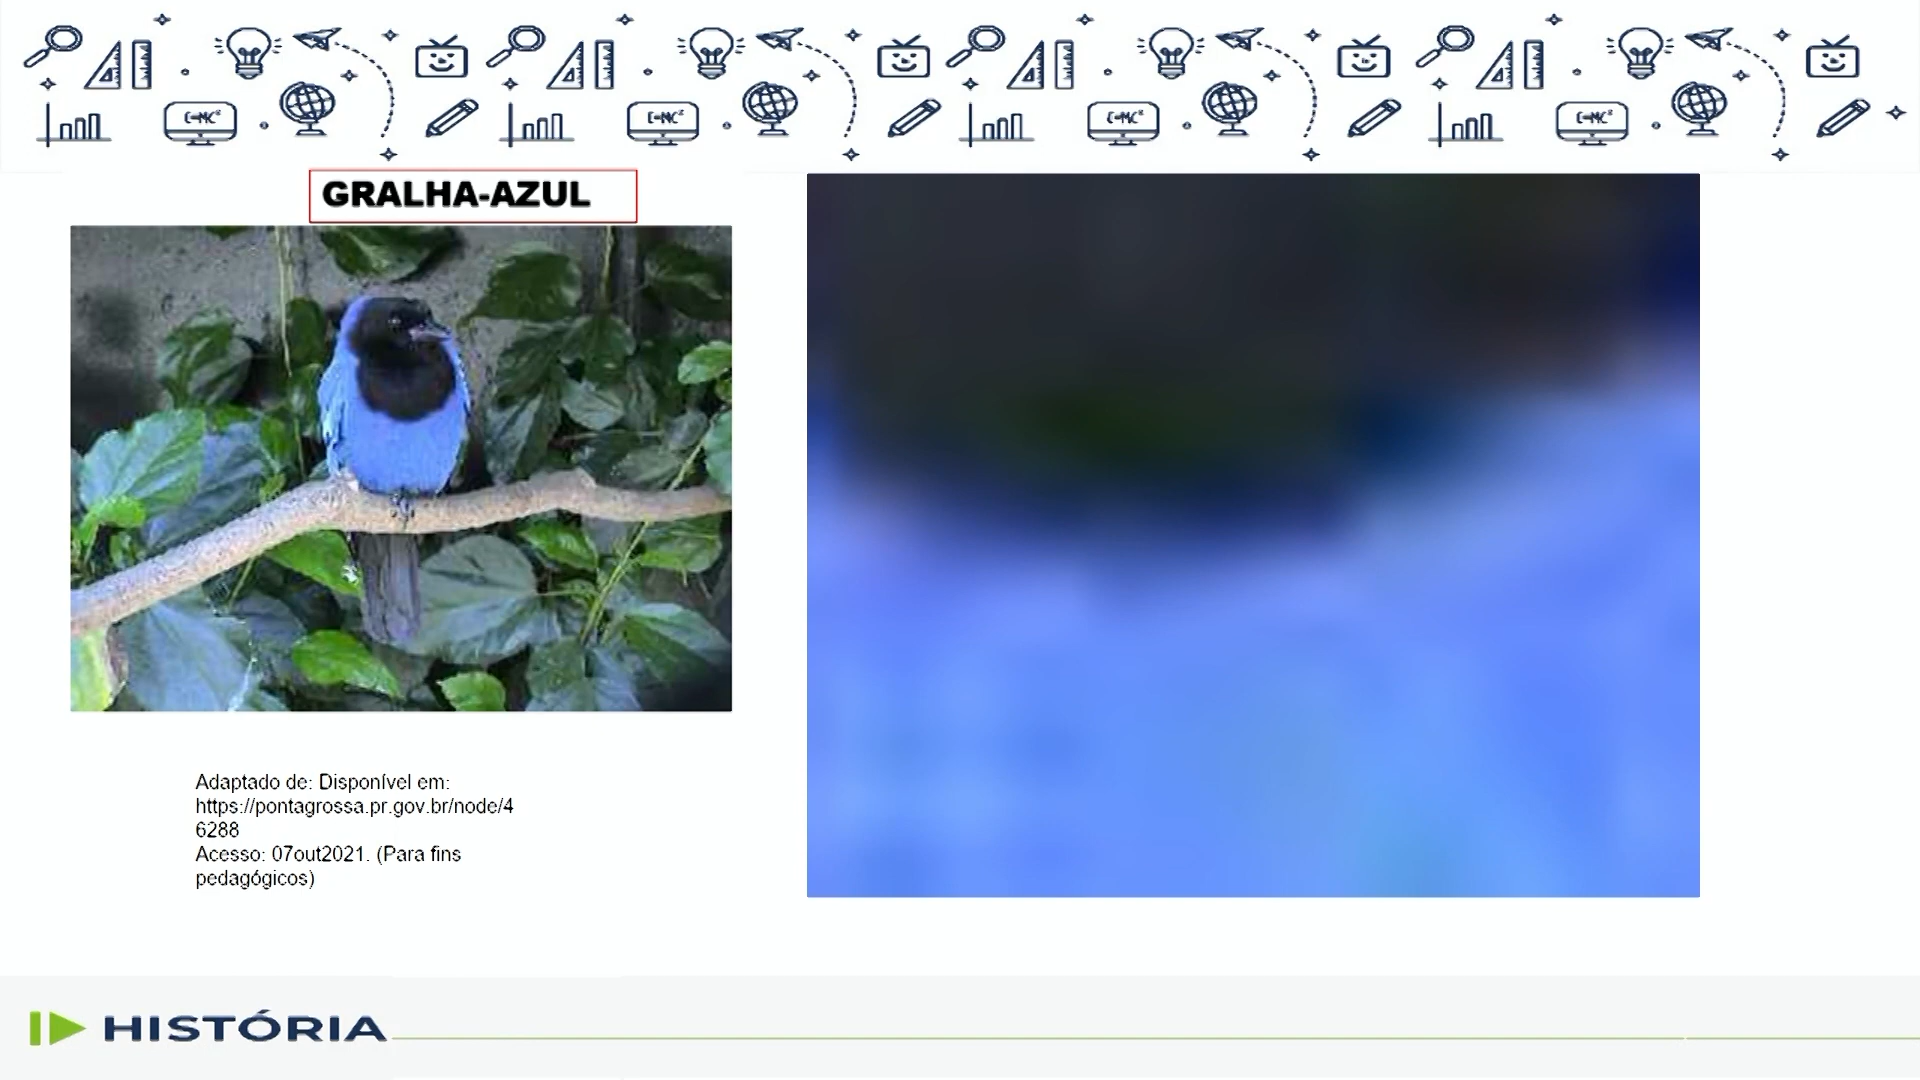 GRALHA-AZUL
Adaptado de: Disponível em:
https://pontagrossa.pr.gov.br/node/4
6288
Acesso: 07out2021. (Para fins
pedagógicos)
HISTÓRIA